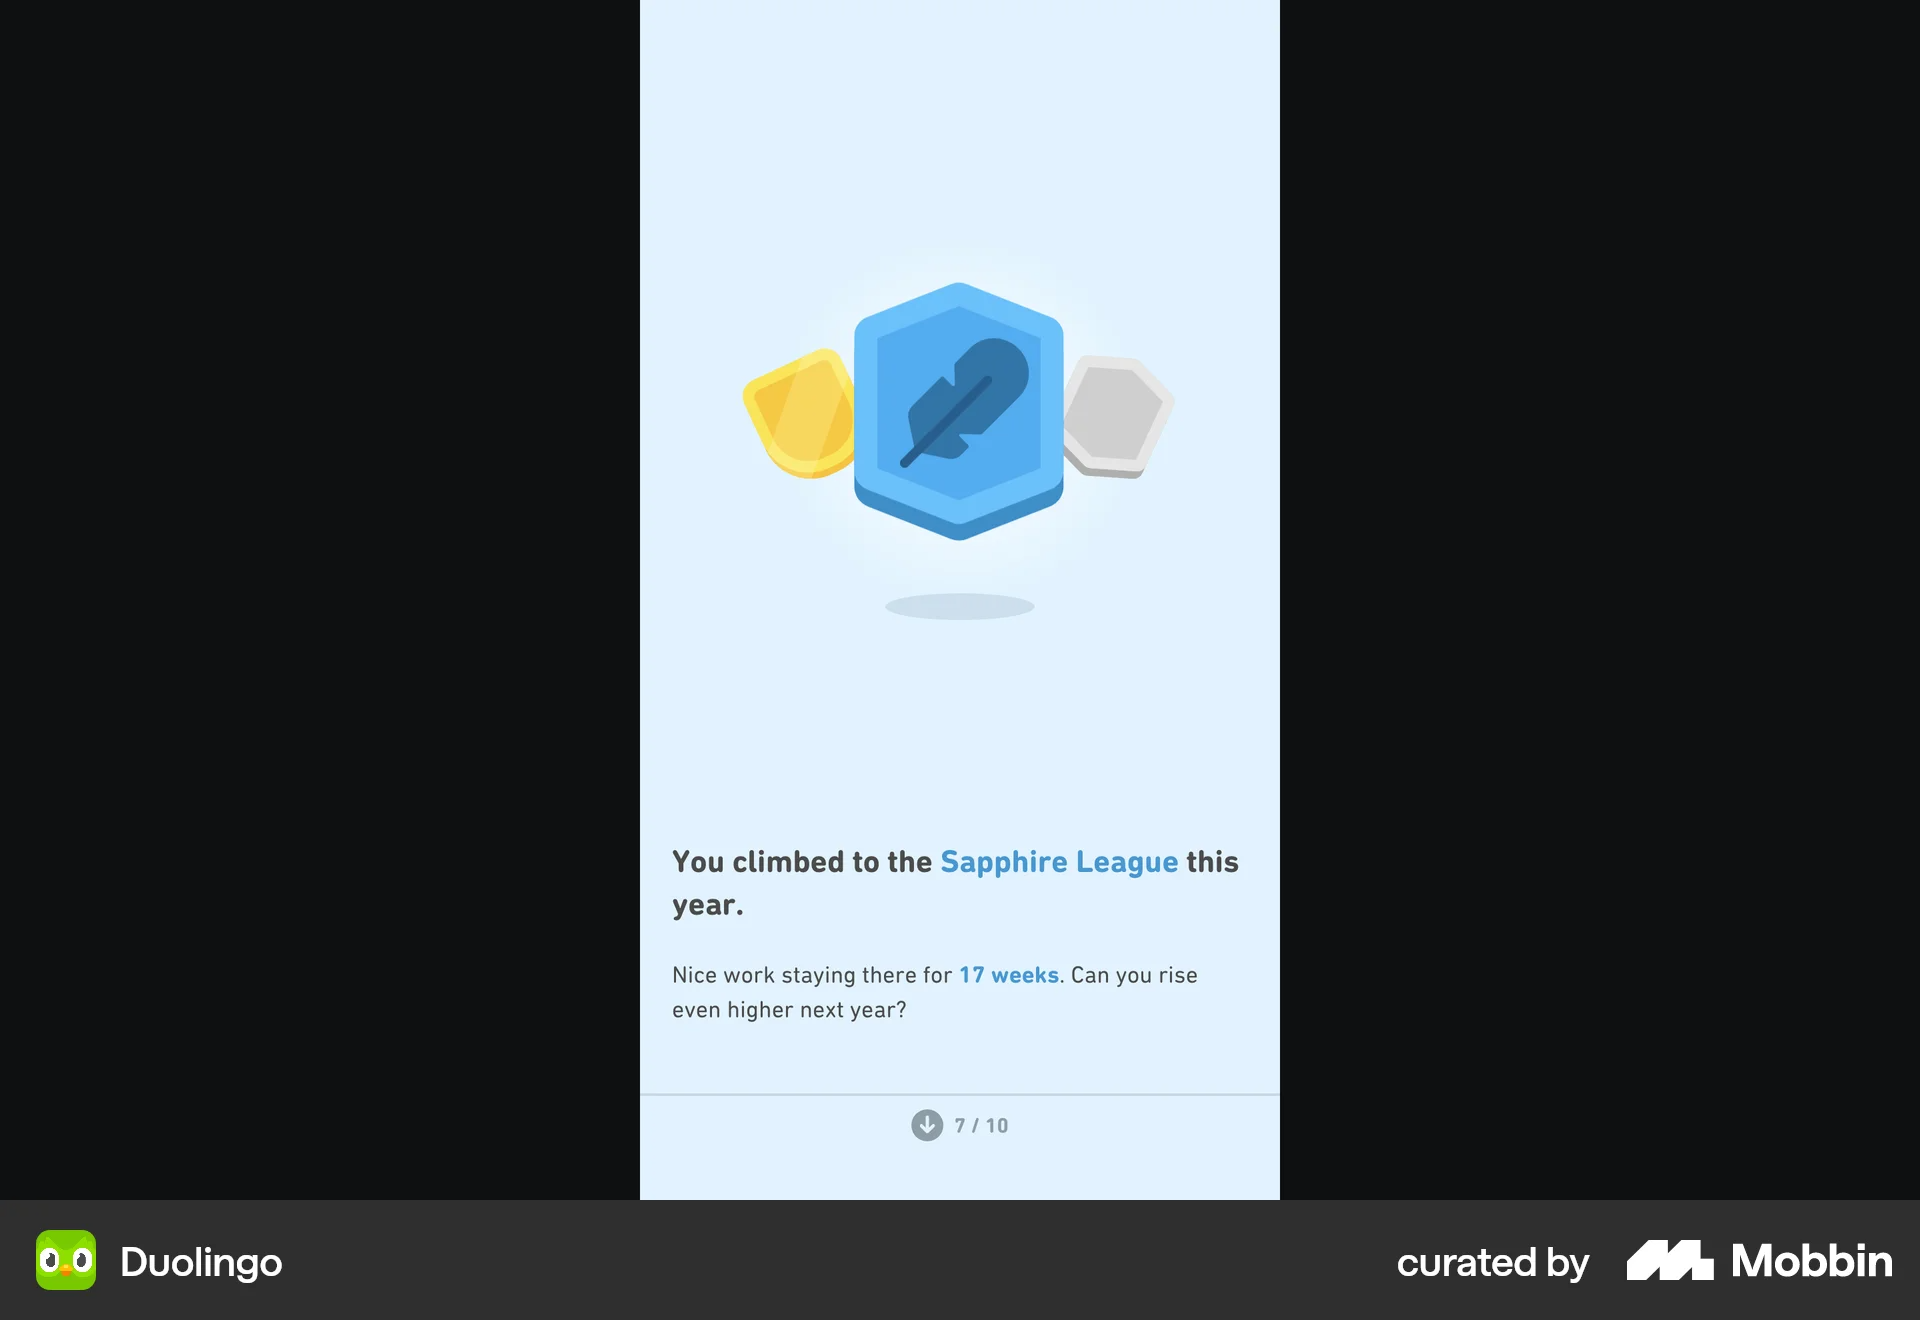 You climbed to the Sapphire League this
year.
Nice work staying there for 17 weeks. Can you rise
even higher next year?
7 / 10
Duolingo
curated by Mobbin